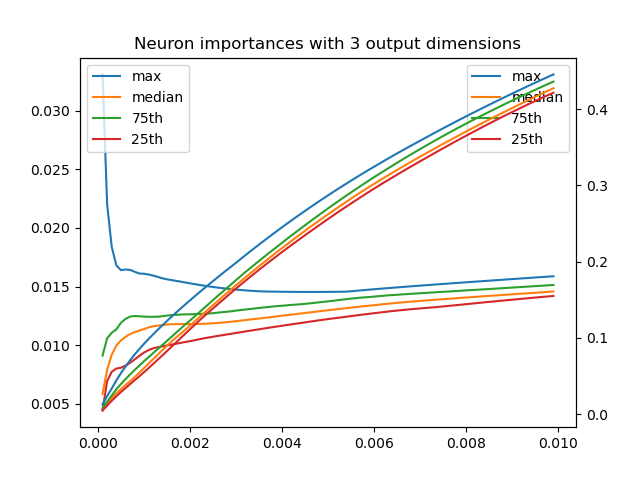 Neuron importances with 3 output dimensions
max
median
75th
25th
max
median
75th
25th
0.030
0.025
0.020
0.015
0.010
0.005
0.4
0.3
0.2
0.1
0.0
0.000 0.002 0.004 0.006 0.008 0.010